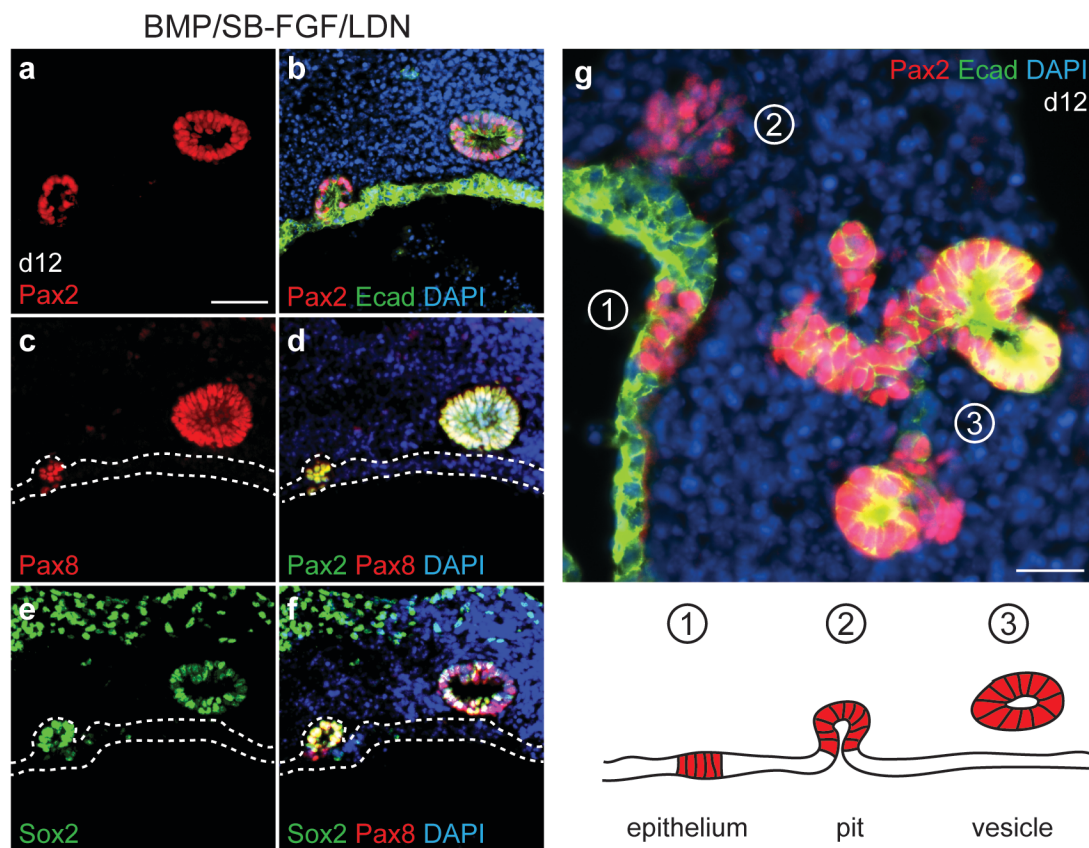 BMP/SB-FGF/LDN
a
d12
Pax2
b
Pax2 Ecad DAPI
c
Pax8
d
Pax2 Pax8 DAPI
e
Sox2
f
Sox2 Pax8 DAPI
g
Pax2 Ecad DAPI
d12
②
①
③
① ② ③
epithelium pit vesicle